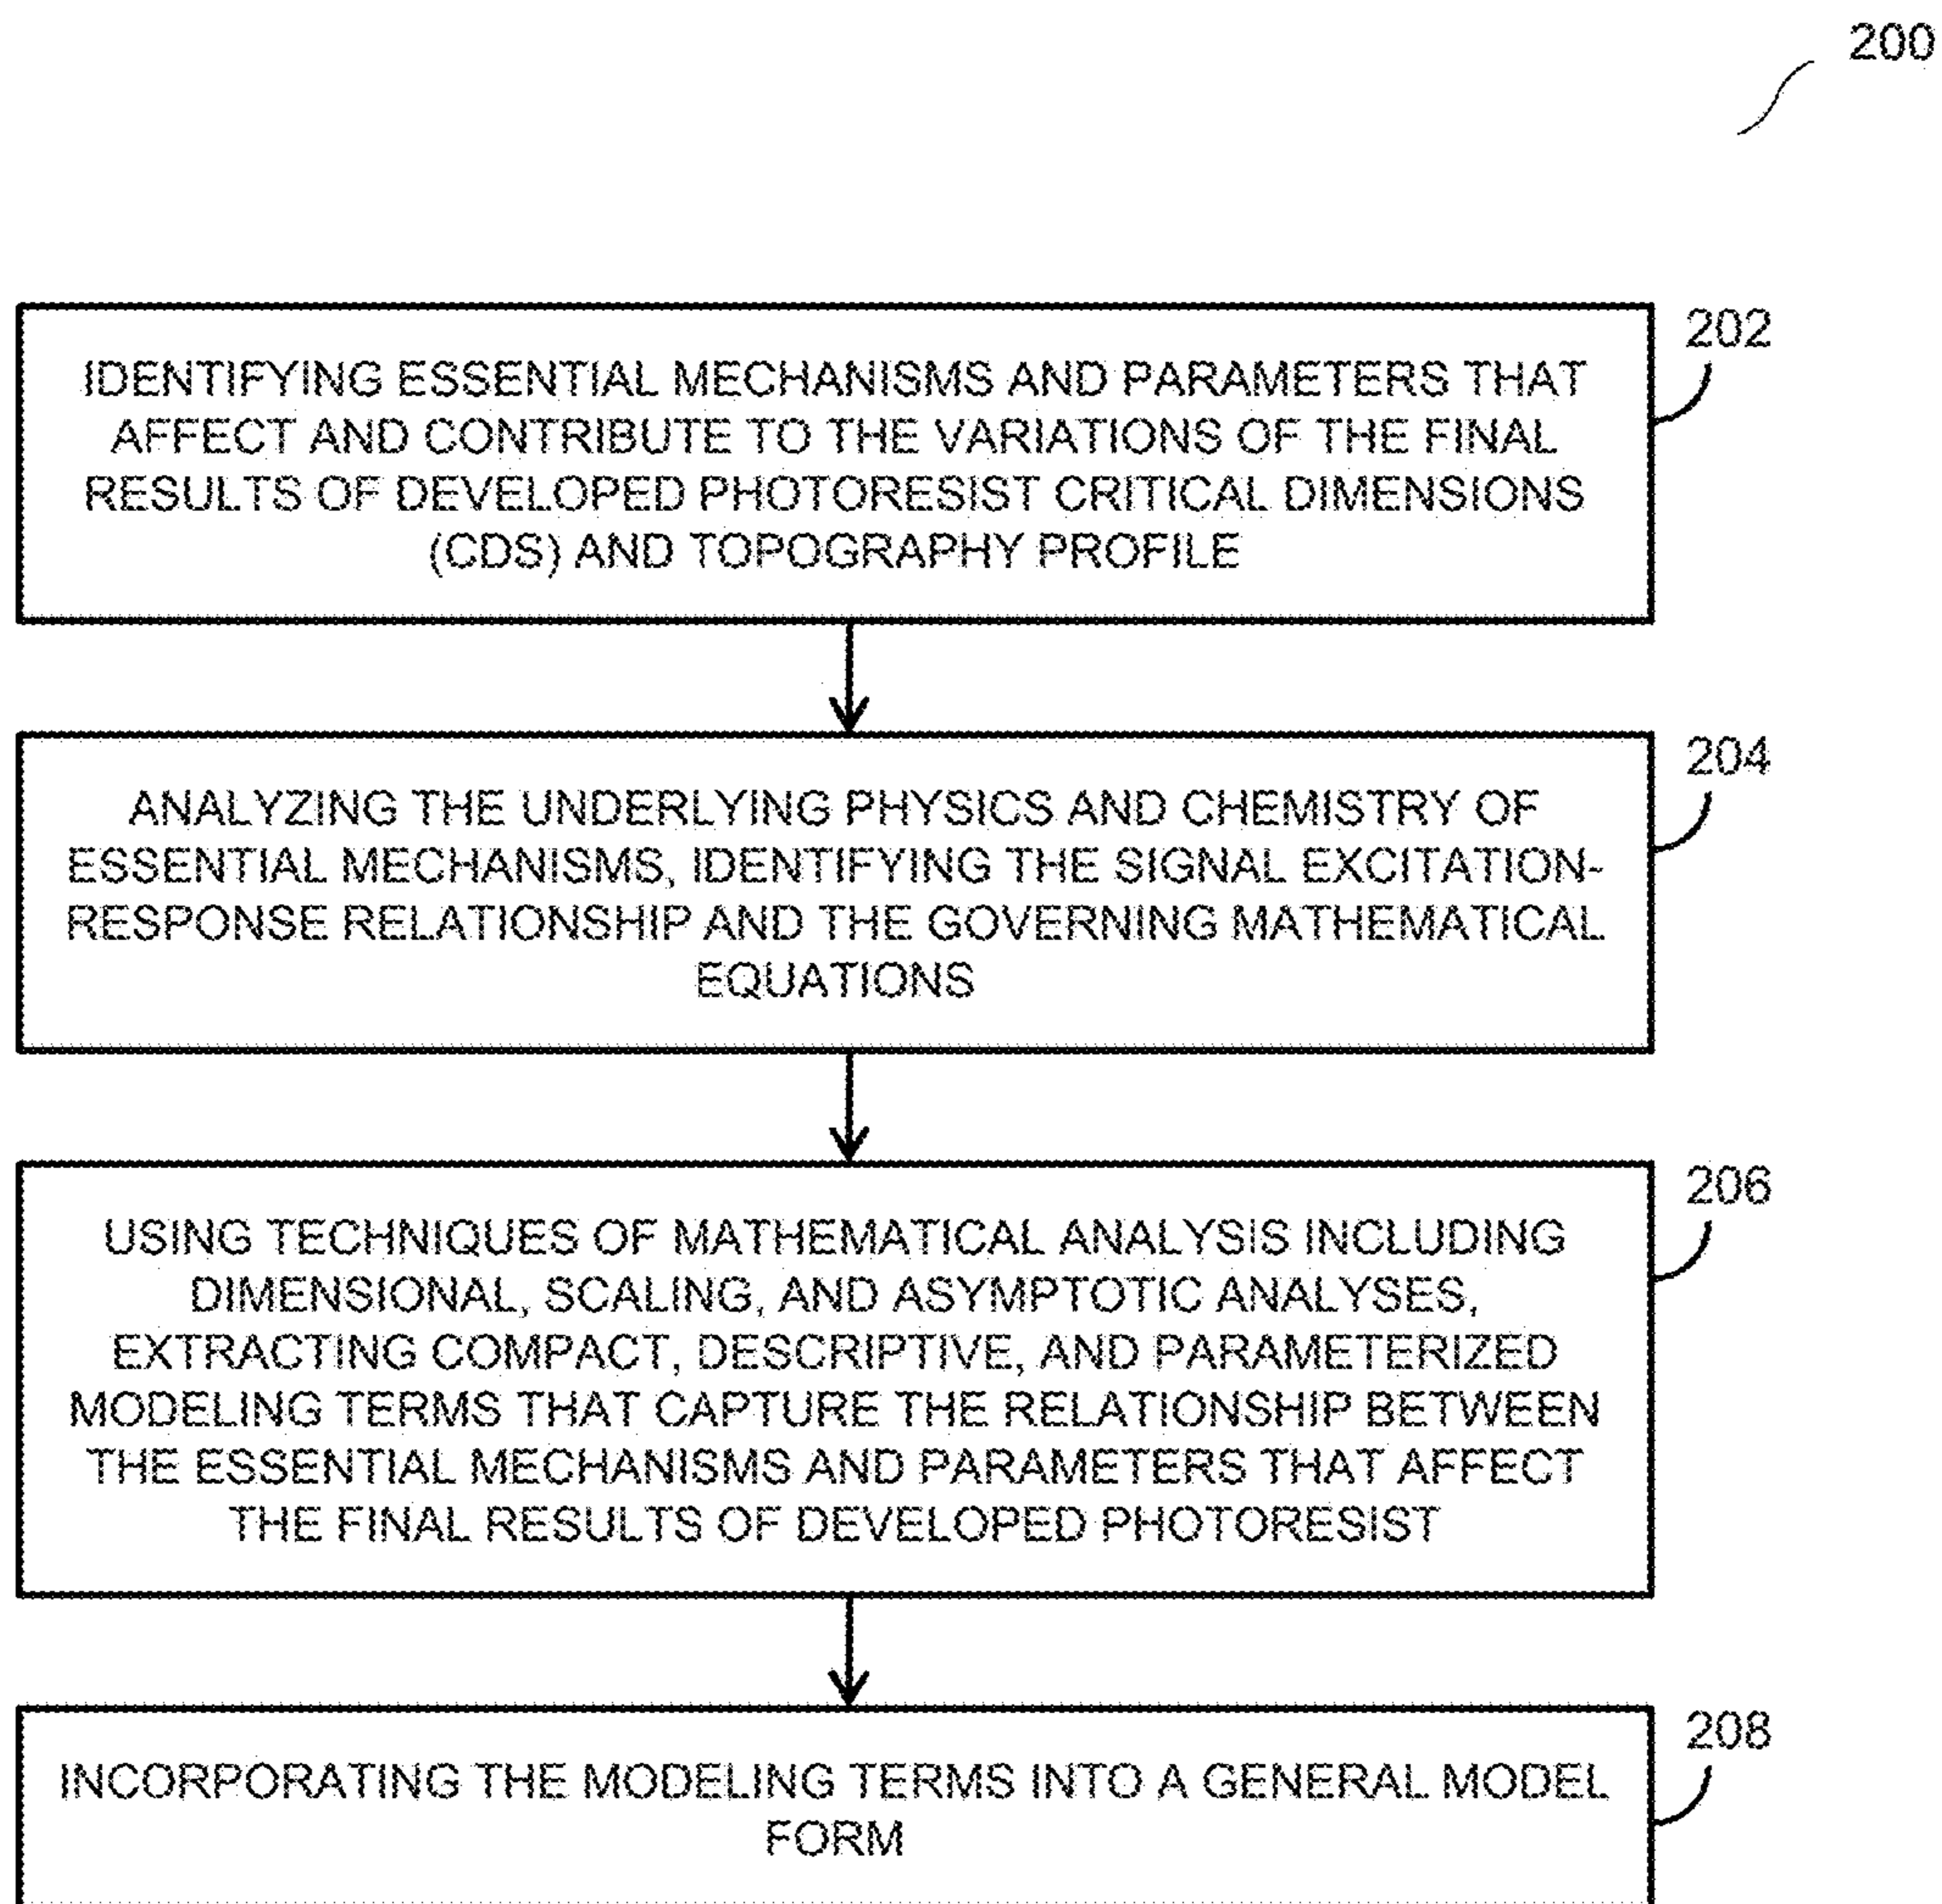 200
202
IDENTIFYING ESSENTIAL MECHANISMS AND PARAMETERS THAT
AFFECT AND CONTRIBUTE TO THE VARIATIONS OF THE FINAL
RESULTS OF DEVELOPED PHOTORESIST CRITICAL DIMENSIONS
(CDS) AND TOPOGRAPHY PROFILE
204
ANALYZING THE UNDERLYING PHYSICS AND CHEMISTRY OF
ESSENTIAL MECHANISMS, IDENTIFYING THE SIGNAL EXCITATION-
RESPONSE RELATIONSHIP AND THE GOVERNING MATHEMATICAL
EQUATIONS
206
USING TECHNIQUES OF MATHEMATICAL ANALYSIS INCLUDING
DIMENSIONAL, SCALING, AND ASYMPTOTIC ANALYSES,
EXTRACTING COMPACT, DESCRIPTIVE, AND PARAMETERIZED
MODELING TERMS THAT CAPTURE THE RELATIONSHIP BETWEEN
THE ESSENTIAL MECHANISMS AND PARAMETERS THAT AFFECT
THE FINAL RESULTS OF DEVELOPED PHOTORESIST
208
INCORPORATING THE MODELING TERMS INTO A GENERAL MODEL
FORM